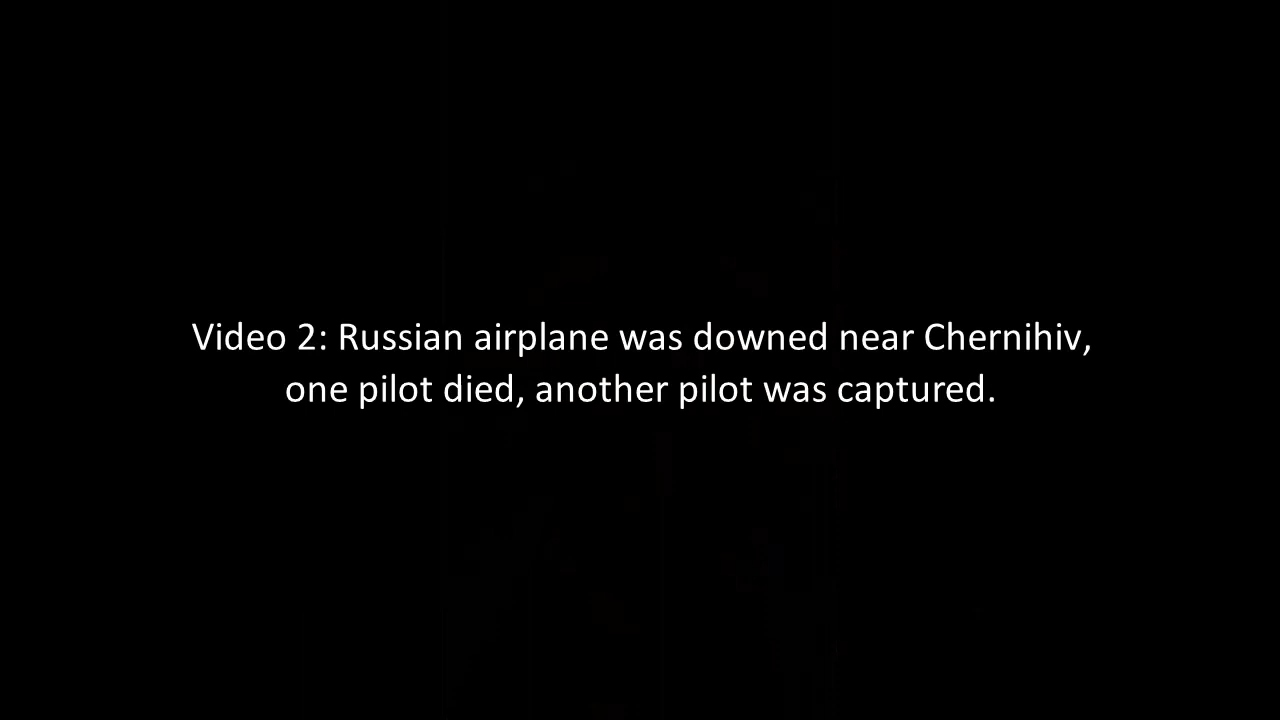 Video 2: Russian airplane was downed near Chernihiv,
one pilot died, another pilot was captured.